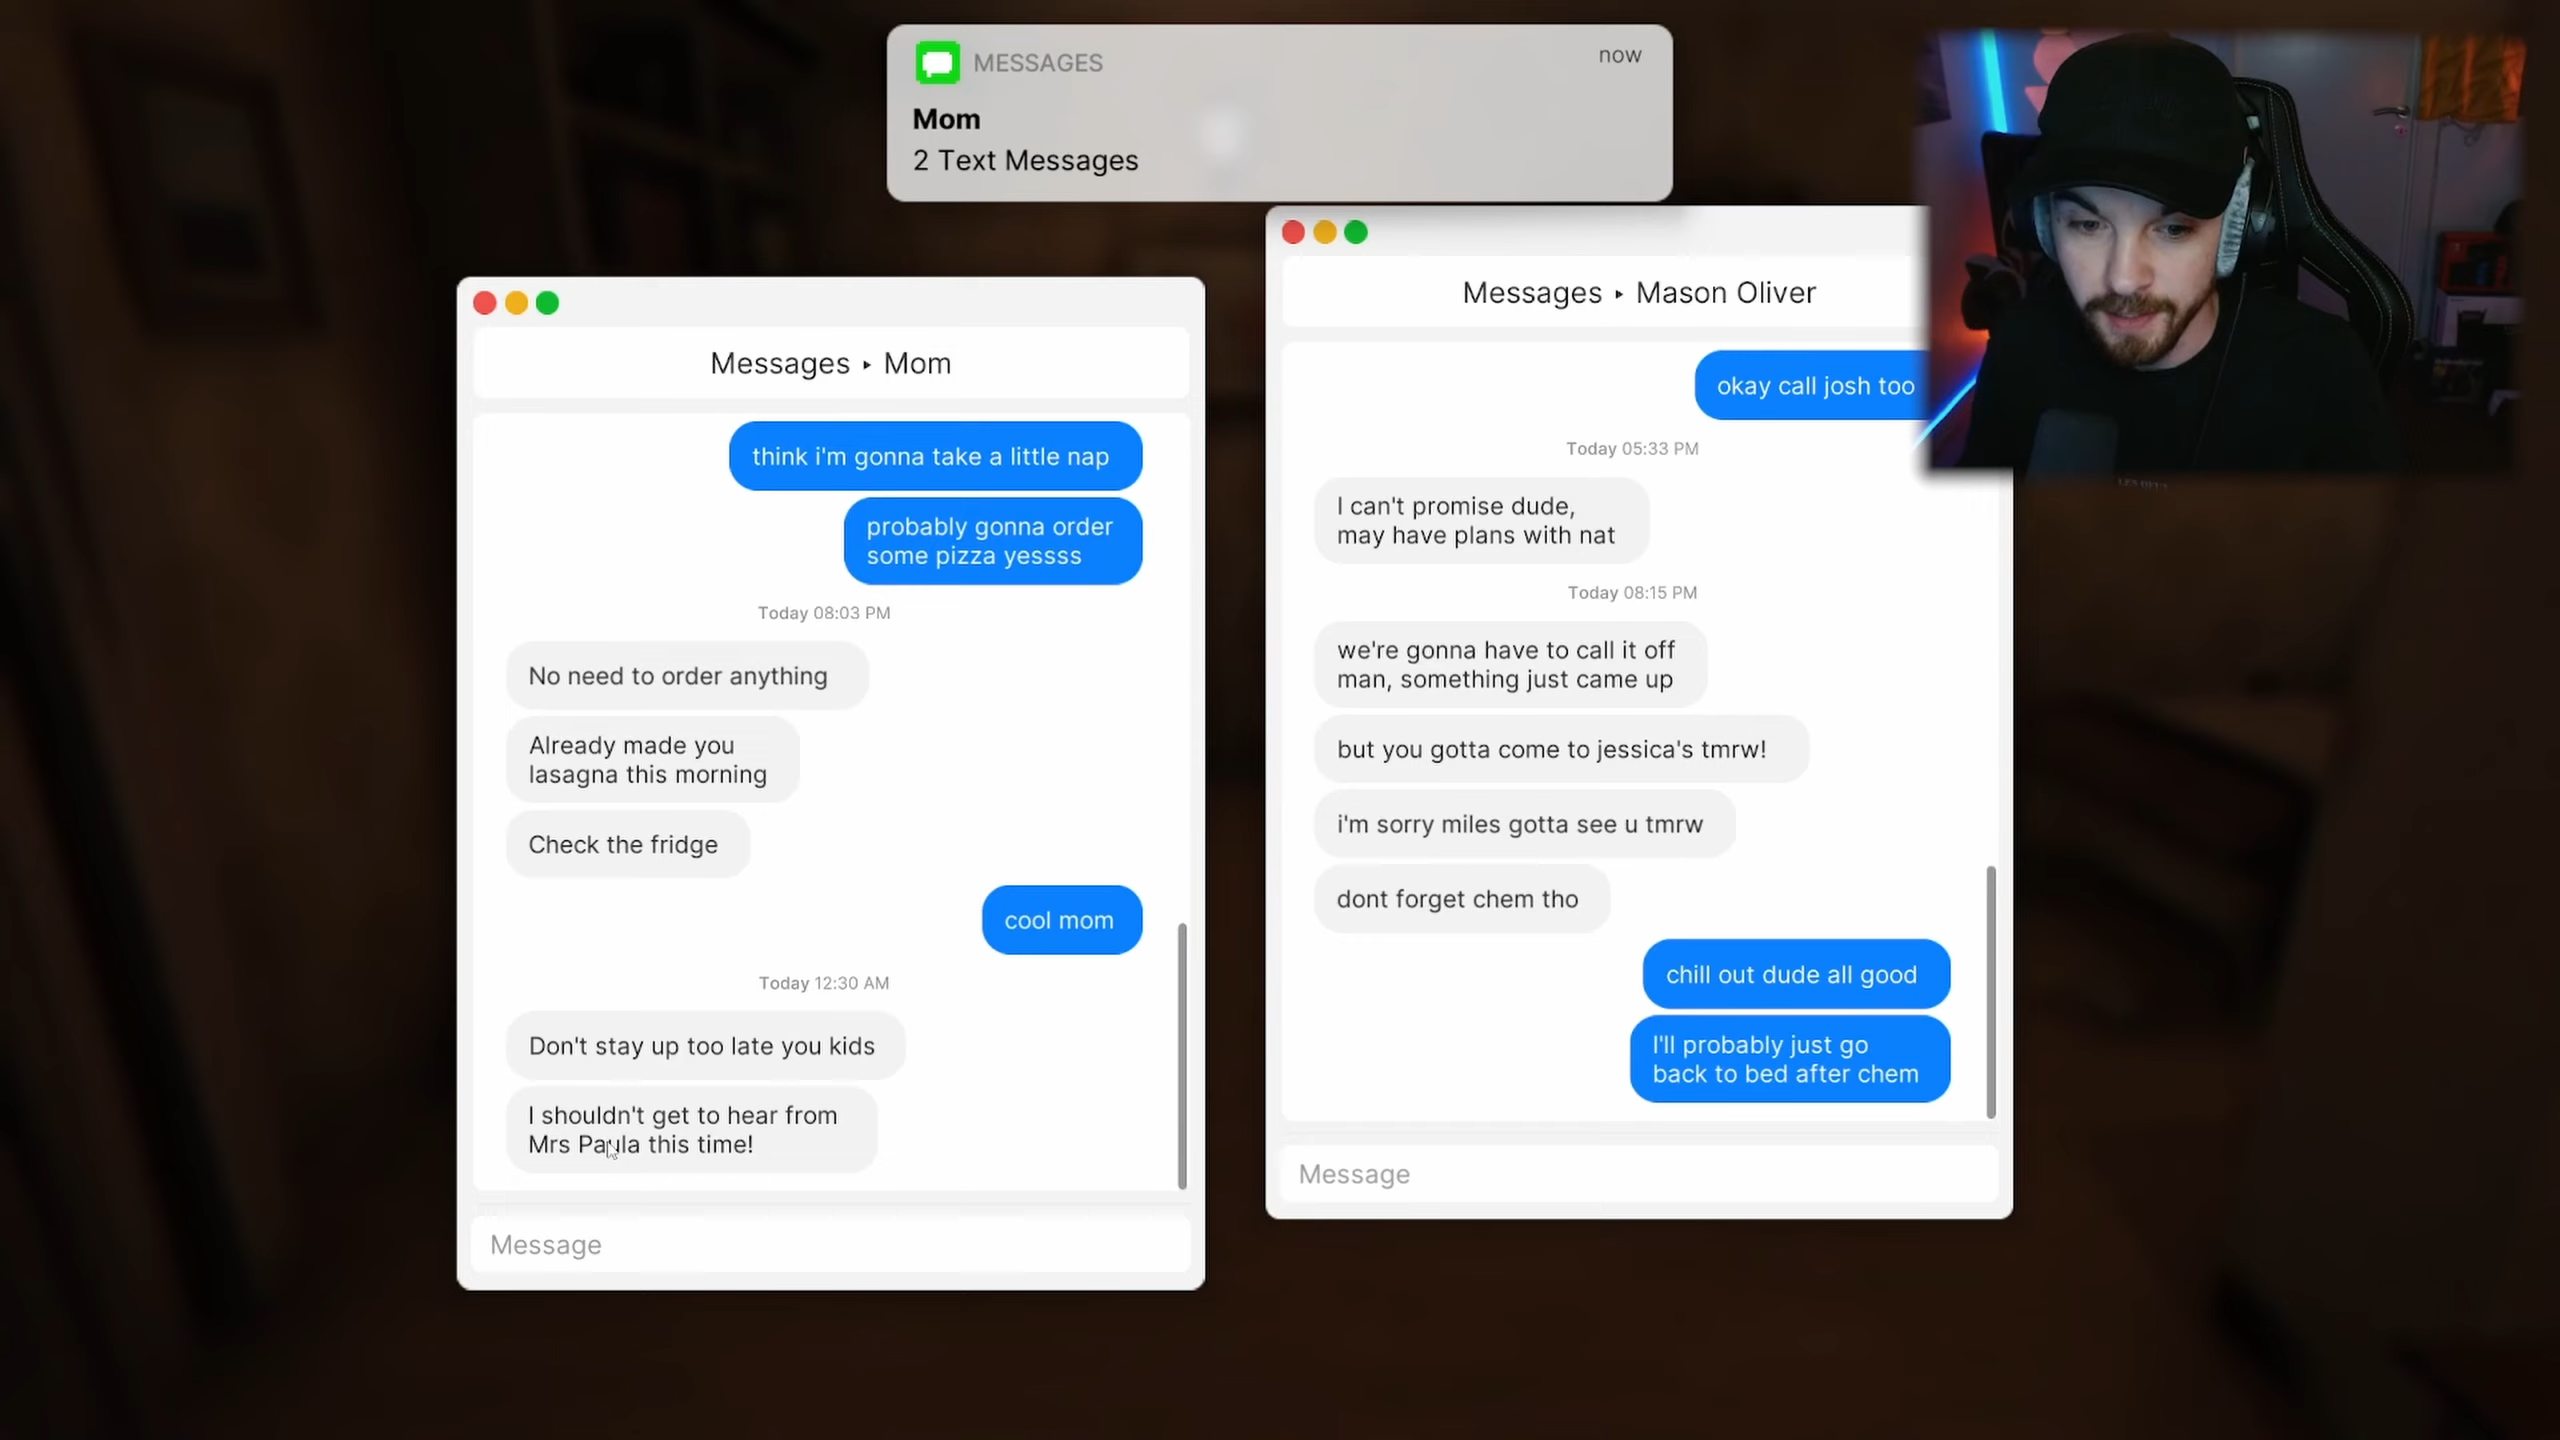 MESSAGES
now
Mom
2 Text Messages
Messages ▸ Mom
think i'm gonna take a little nap
probably gonna order
some pizza yessss
Today 08:03 PM
No need to order anything
Already made you
lasagna this morning
Check the fridge
cool mom
Today 12:30 AM
Don't stay up too late you kids
I shouldn't get to hear from
Mrs Paula this time!
Message
Messages ▸ Mason Oliver
okay call josh too
Today 05:33 PM
I can't promise dude,
may have plans with nat
Today 08:15 PM
we're gonna have to call it off
man, something just came up
but you gotta come to jessica's tmrw!
i'm sorry miles gotta see u tmrw
dont forget chem tho
chill out dude all good
I'll probably just go
back to bed after chem
Message